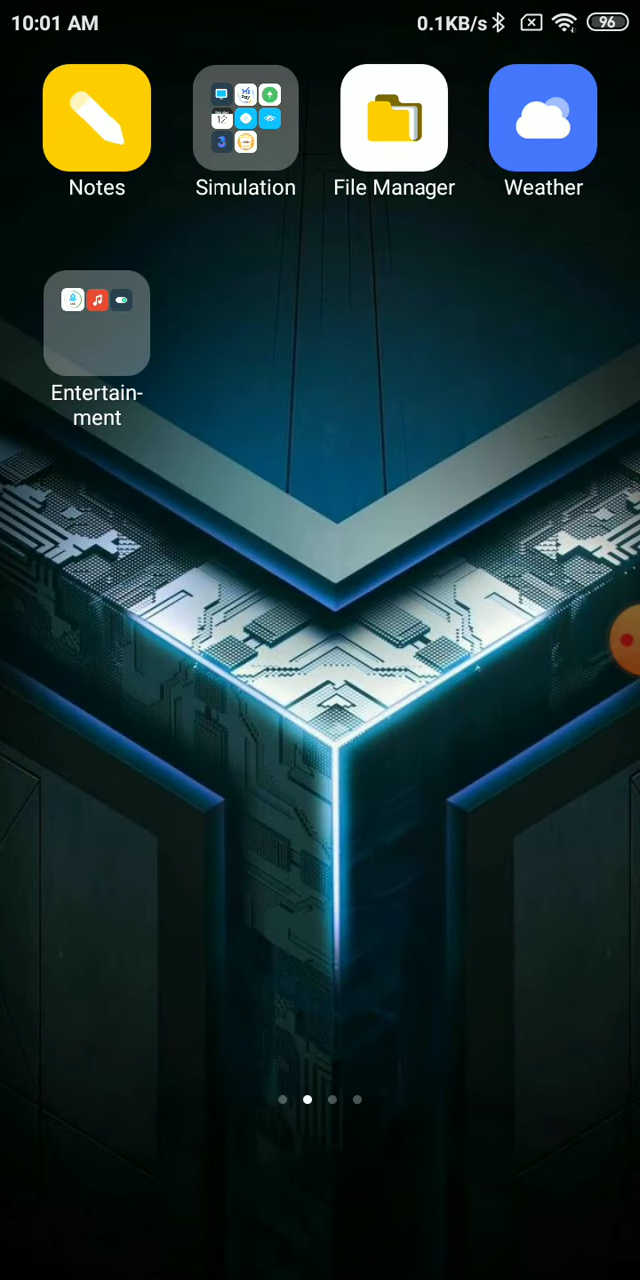 10:01 AM
0.1KB/s
96
Notes
Simulation
File Manager
Weather
Entertain-
ment